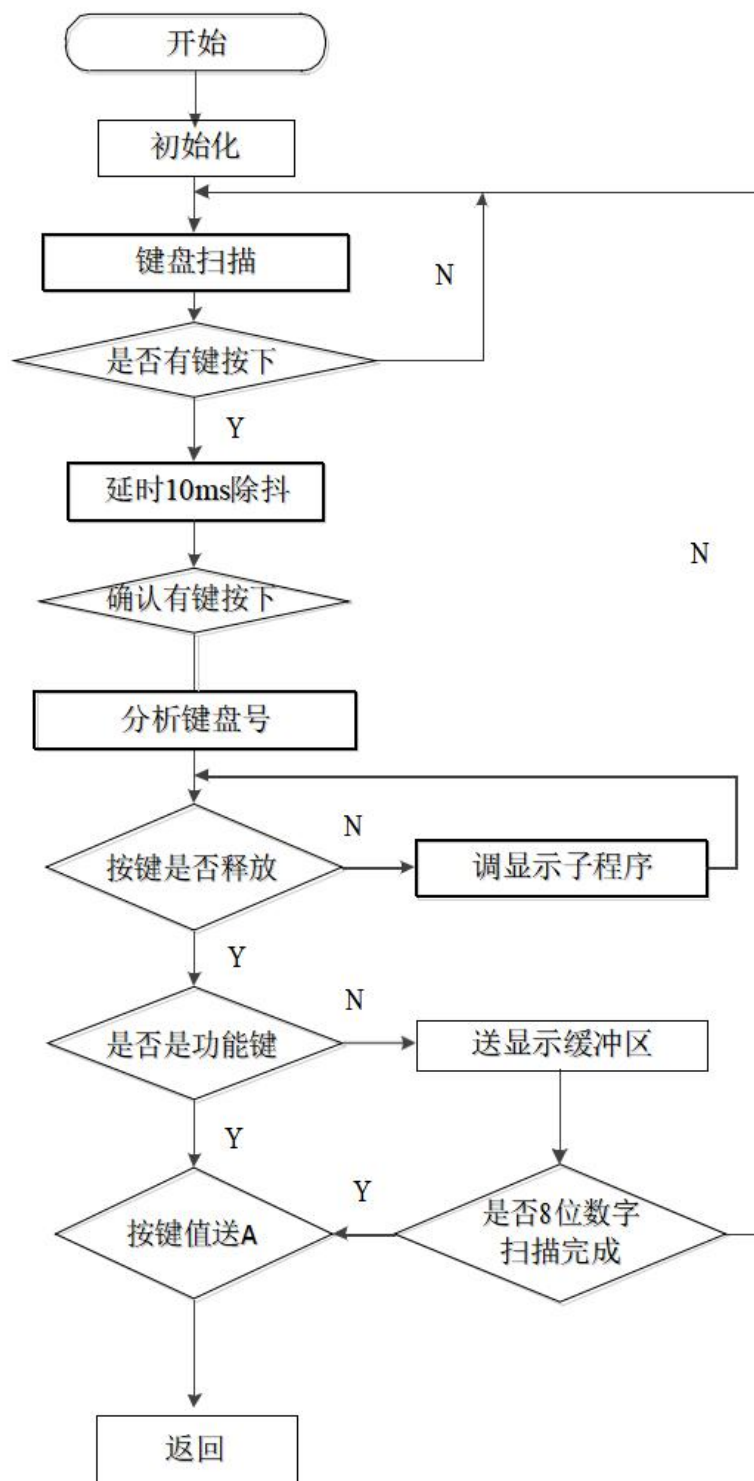 开始
初始化
键盘扫描
N
是否有键按下
Y
延时10ms除抖
N
确认有键按下
分析键盘号
N
按键是否释放
调显示子程序
Y
N
是否是功能键
送显示缓冲区
Y
Y
按键值送A
是否8位数字
扫描完成
返回